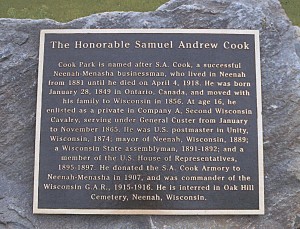 The Honorable Samuel Andrew Cook
Cook Park is named after S.A. Cook, a successful
Neenah-Menasha businessman, who lived in Neenah
from 1881 until he died on April 4, 1918. He was born
January 28, 1849 in Ontario, Canada, and moved with
his family to Wisconsin in 1856. At age 16, he
enlisted as a private in Company A, Second Wisconsin
Cavalry, serving under General Custer from January
to November 1865. He was U.S. postmaster in Unity,
Wisconsin, 1874; mayor of Neenah, Wisconsin, 1889;
a Wisconsin State assemblyman, 1891-1892; and a
member of the U.S. House of Representatives,
1895-1897. He donated the S.A. Cook Armory to
Neenah-Menasha in 1907, and was commander of the
Wisconsin G.A.R., 1915-1916. He is interred in Oak Hill
Cemetery, Neenah, Wisconsin.